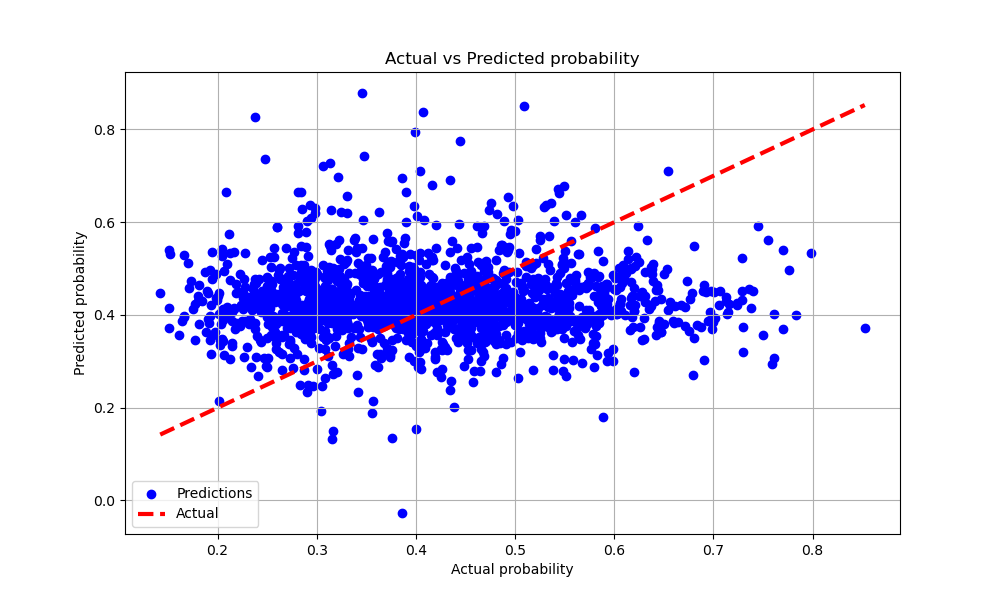 Actual vs Predicted probability
Predicted probability
0.8
0.6
0.4
0.2
0.0
Predictions
Actual
0.2 0.3 0.4 0.5 0.6 0.7 0.8
Actual probability